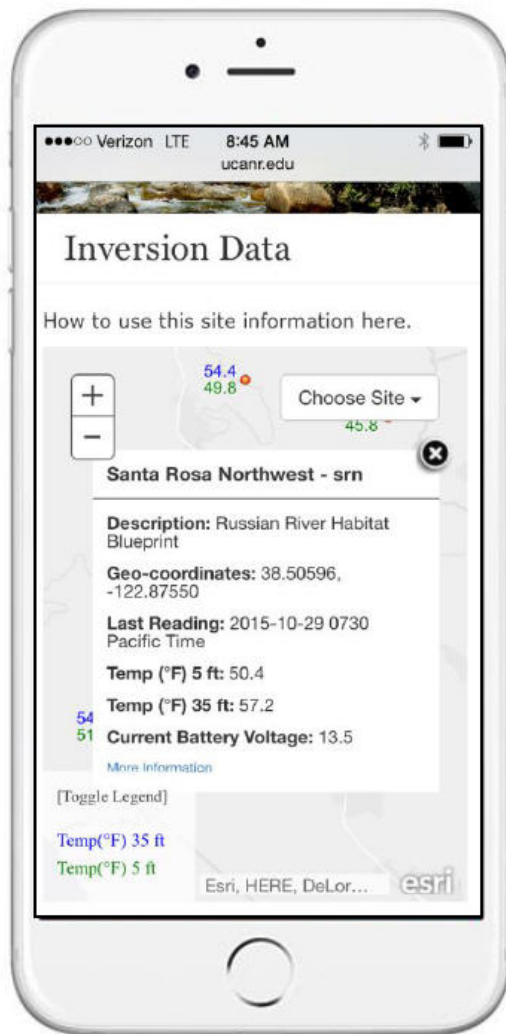 ●●●○○ Verizon LTE 8:45 AM
ucanr.edu
Inversion Data
How to use this site information here.
54.4
49.8
+
−
Choose Site ▾
45.8
Santa Rosa Northwest - srn
Description: Russian River Habitat
Blueprint
Geo-coordinates: 38.50596,
-122.87550
Last Reading: 2015-10-29 0730
Pacific Time
Temp (°F) 5 ft: 50.4
Temp (°F) 35 ft: 57.2
54
51
Current Battery Voltage: 13.5
More Information
[Toggle Legend]
Temp(°F) 35 ft
Temp(°F) 5 ft
Esri, HERE, DeLor...
esri